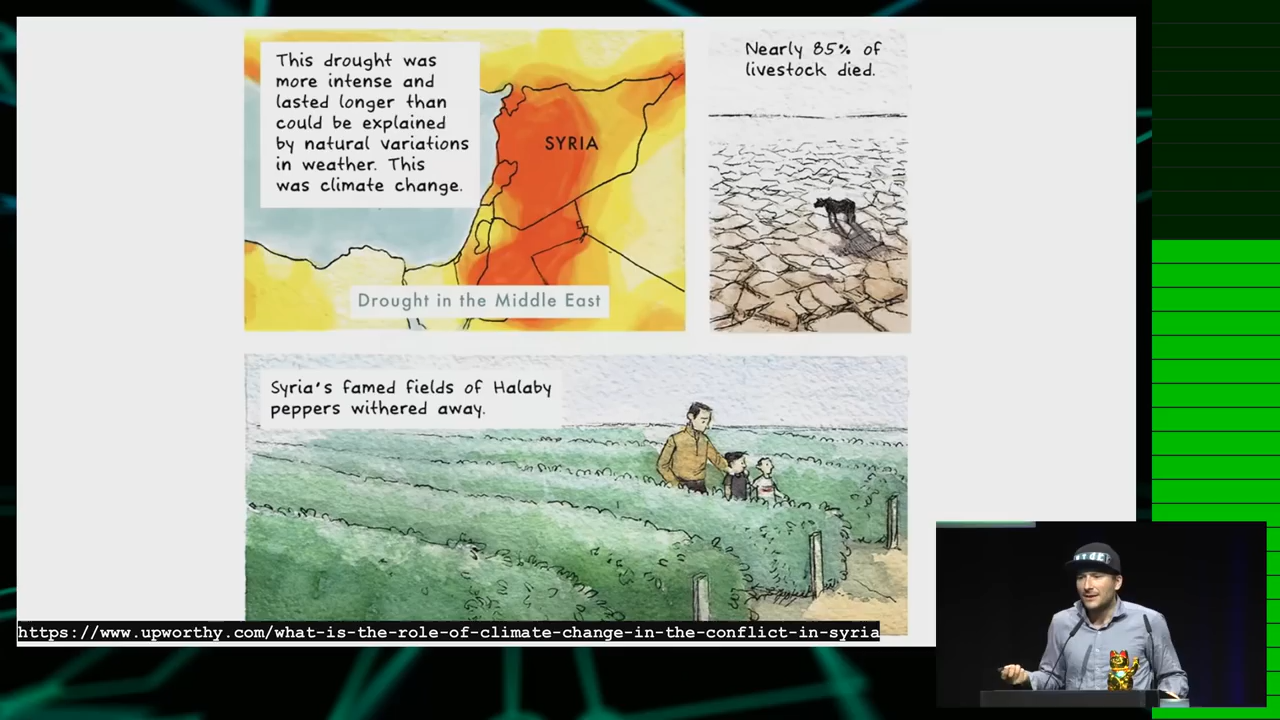 This drought was
more intense and
lasted longer than
could be explained
by natural variations
in weather. This
was climate change.
SYRIA
Drought in the Middle East
Nearly 85% of
livestock died.
Syria's famed fields of Halaby
peppers withered away.
https://www.upworthy.com/what-is-the-role-of-climate-change-in-the-conflict-in-syria